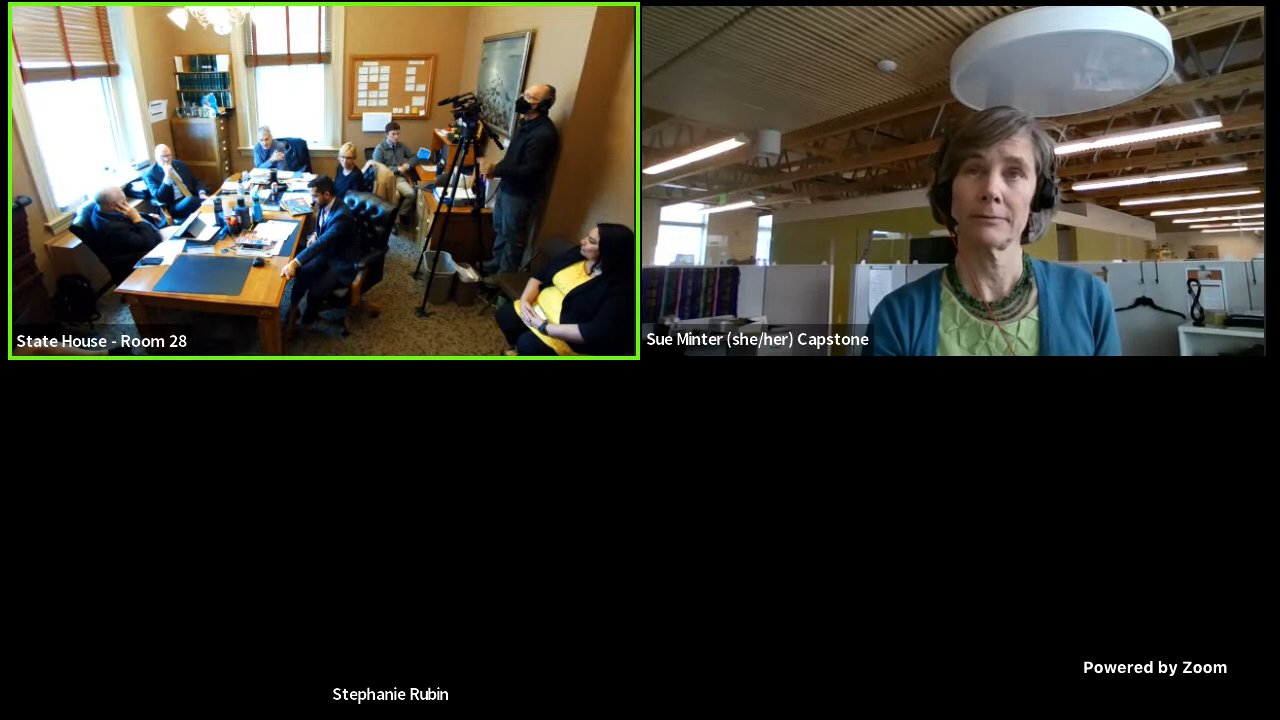 State House - Room 28
Sue Minter (she/her) Capstone
Powered by Zoom
Stephanie Rubin